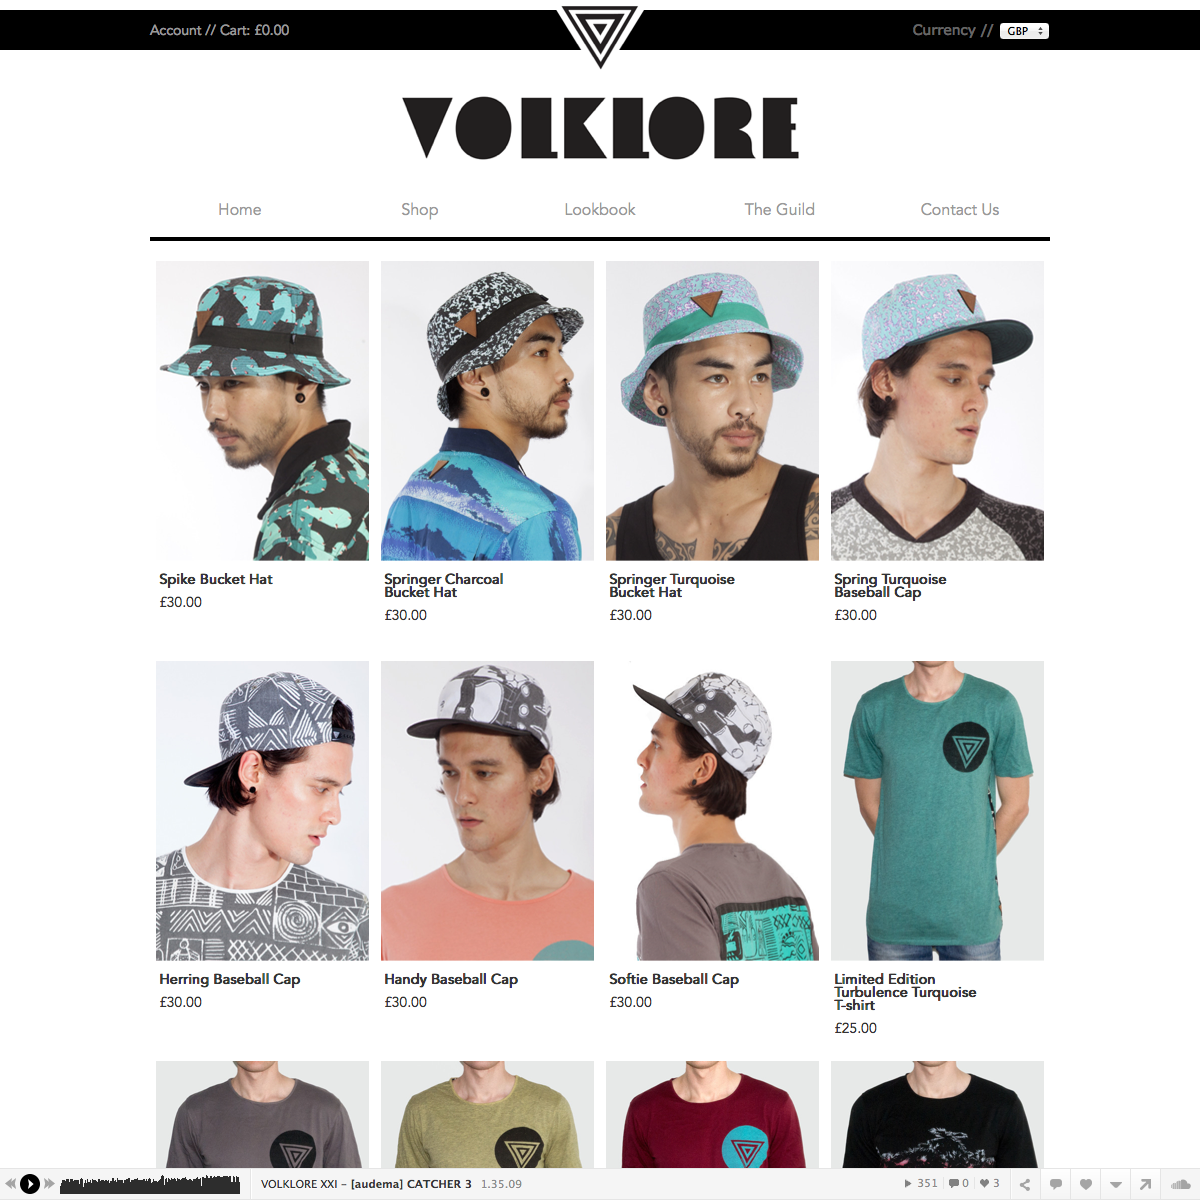 Account // Cart: £0.00
Currency // GBP
VOLKLORE
Home
Shop
Lookbook
The Guild
Contact Us
Spike Bucket Hat
£30.00
Springer Charcoal
Bucket Hat
£30.00
Springer Turquoise
Bucket Hat
£30.00
Spring Turquoise
Baseball Cap
£30.00
Herring Baseball Cap
£30.00
Handy Baseball Cap
£30.00
Softie Baseball Cap
£30.00
Limited Edition
Turbulence Turquoise
T-shirt
£25.00
VOLKLORE XXI – [audema] CATCHER 3 1.35.09
351 0 3